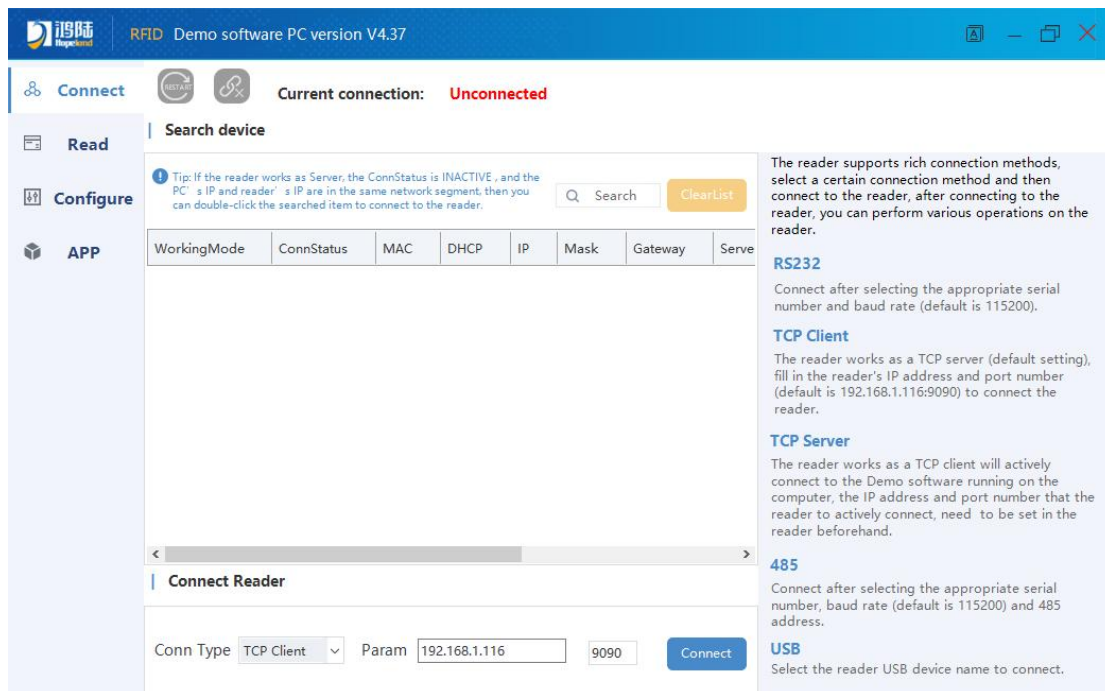 鸿陆
Hopeland
RFID Demo software PC version V4.37
Connect
Read
Configure
APP
RESTART
Current connection: Unconnected
Search device
Tip: If the reader works as Server, the ConnStatus is INACTIVE , and the
PC’s IP and reader’s IP are in the same network segment, then you
can double-click the searched item to connect to the reader.
Search
ClearList
WorkingMode ConnStatus MAC DHCP IP Mask Gateway Serve
Connect Reader
Conn Type TCP Client Param 192.168.1.116 9090 Connect
The reader supports rich connection methods,
select a certain connection method and then
connect to the reader, after connecting to the
reader, you can perform various operations on the
reader.
RS232
Connect after selecting the appropriate serial
number and baud rate (default is 115200).
TCP Client
The reader works as a TCP server (default setting),
fill in the reader's IP address and port number
(default is 192.168.1.116:9090) to connect the
reader.
TCP Server
The reader works as a TCP client will actively
connect to the Demo software running on the
computer, the IP address and port number that the
reader to actively connect, need to be set in the
reader beforehand.
485
Connect after selecting the appropriate serial
number, baud rate (default is 115200) and 485
address.
USB
Select the reader USB device name to connect.